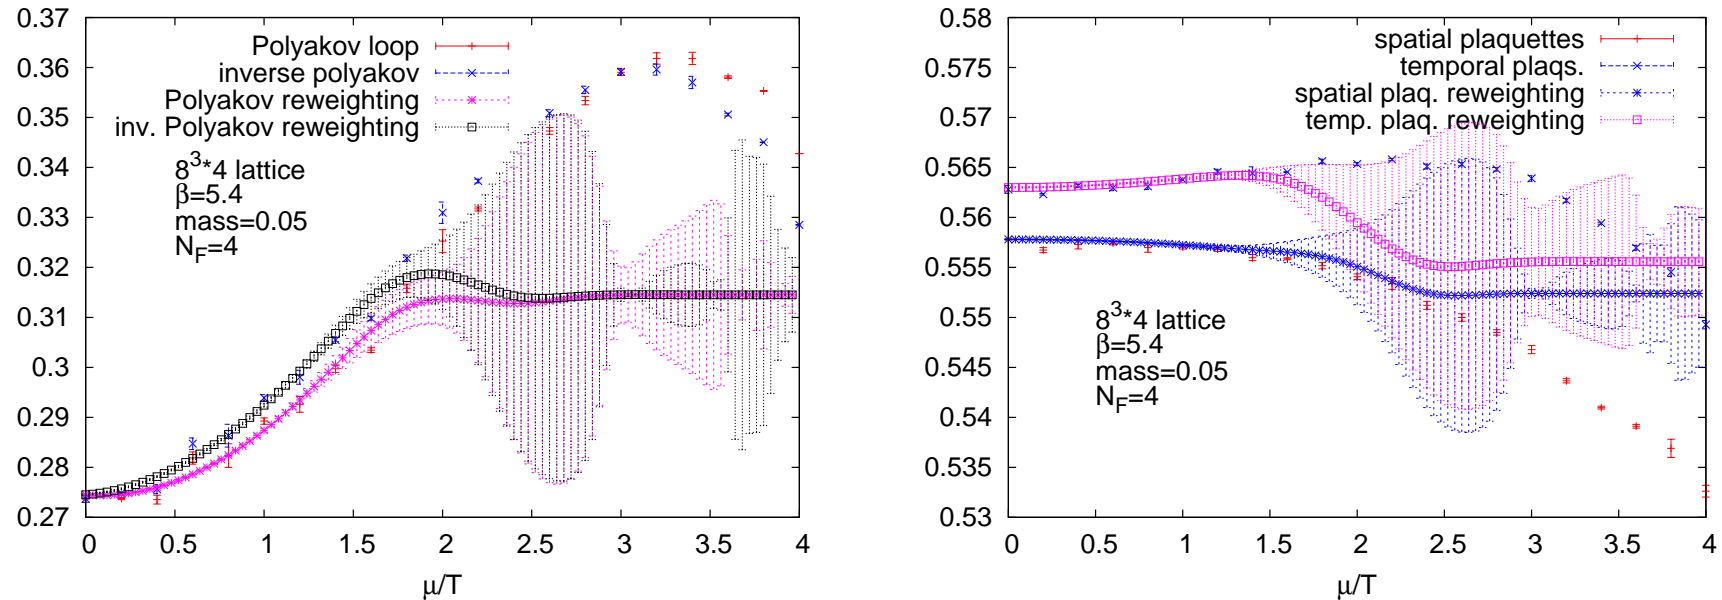 0.37
0.36
0.35
0.34
0.33
0.32
0.31
0.3
0.29
0.28
0.27
Polyakov loop
inverse polyakov
Polyakov reweighting
inv. Polyakov reweighting
8³*4 lattice
β=5.4
mass=0.05
N_F=4
0 0.5 1 1.5 2 2.5 3 3.5 4
μ/T
0.58
0.575
0.57
0.565
0.56
0.555
0.55
0.545
0.54
0.535
0.53
spatial plaquettes
temporal plaqs.
spatial plaq. reweighting
temp. plaq. reweighting
8³*4 lattice
β=5.4
mass=0.05
N_F=4
0 0.5 1 1.5 2 2.5 3 3.5 4
μ/T